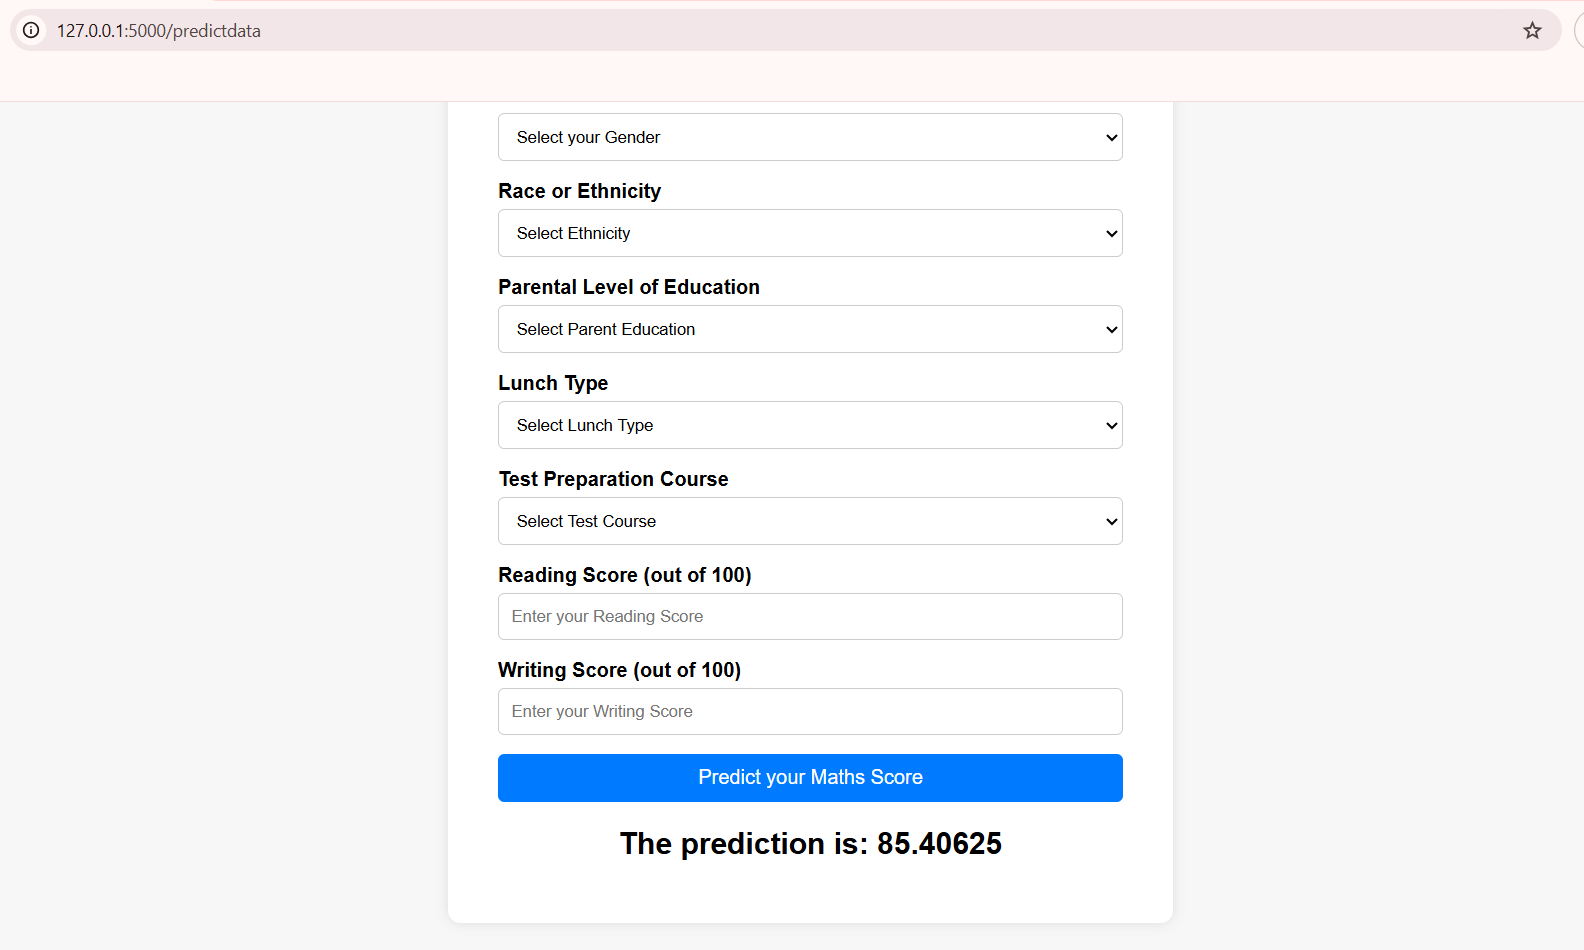 127.0.0.1:5000/predictdata
Select your Gender
Race or Ethnicity
Select Ethnicity
Parental Level of Education
Select Parent Education
Lunch Type
Select Lunch Type
Test Preparation Course
Select Test Course
Reading Score (out of 100)
Enter your Reading Score
Writing Score (out of 100)
Enter your Writing Score
Predict your Maths Score
The prediction is: 85.40625